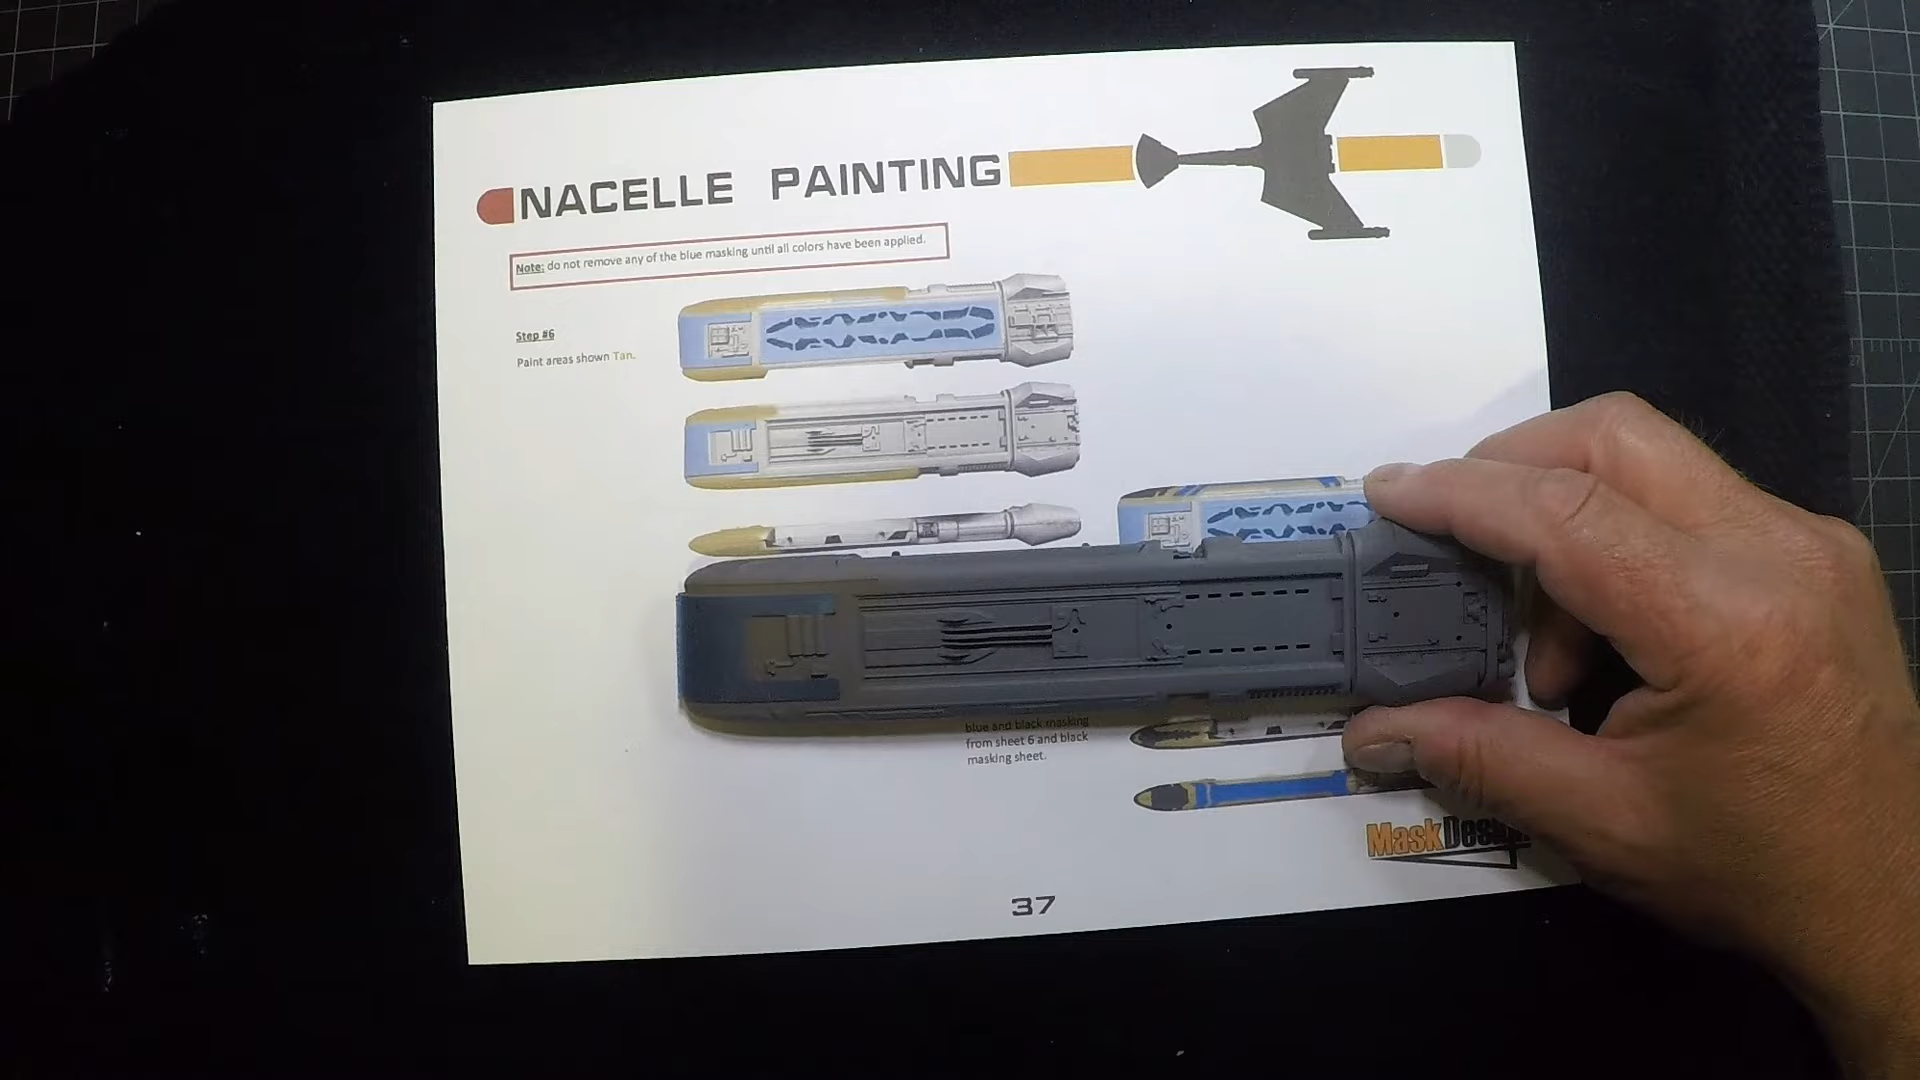 NACELLE PAINTING
Note: do not remove any of the blue masking until all colors have been applied.
Step #6
Paint areas shown Tan.
blue and black masking
from sheet 6 and black
masking sheet.
MaskDesi
37